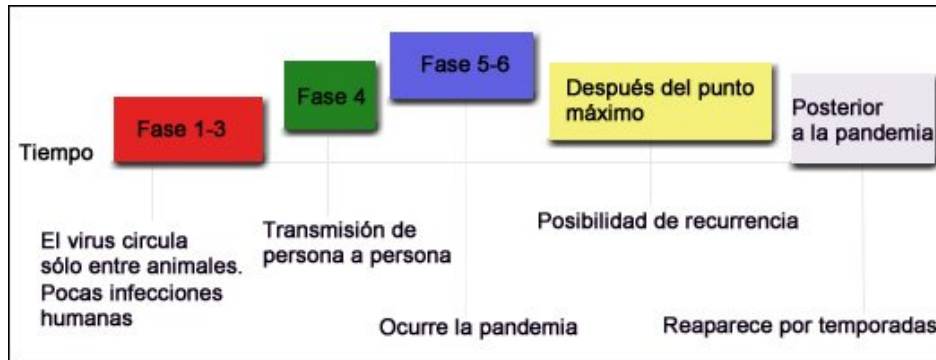 Fase 1-3
Fase 4
Fase 5-6
Después del punto
máximo
Posterior
a la pandemia
Tiempo
El virus circula
sólo entre animales.
Pocas infecciones
humanas
Transmisión de
persona a persona
Ocurre la pandemia
Posibilidad de recurrencia
Reaparece por temporadas